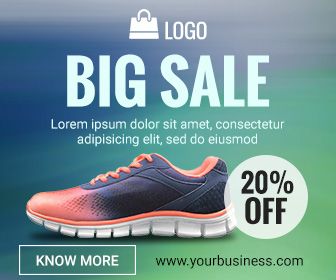 LOGO
BIG SALE
Lorem ipsum dolor sit amet, consectetur
adipisicing elit, sed do eiusmod
20%
OFF
KNOW MORE
www.yourbusiness.com